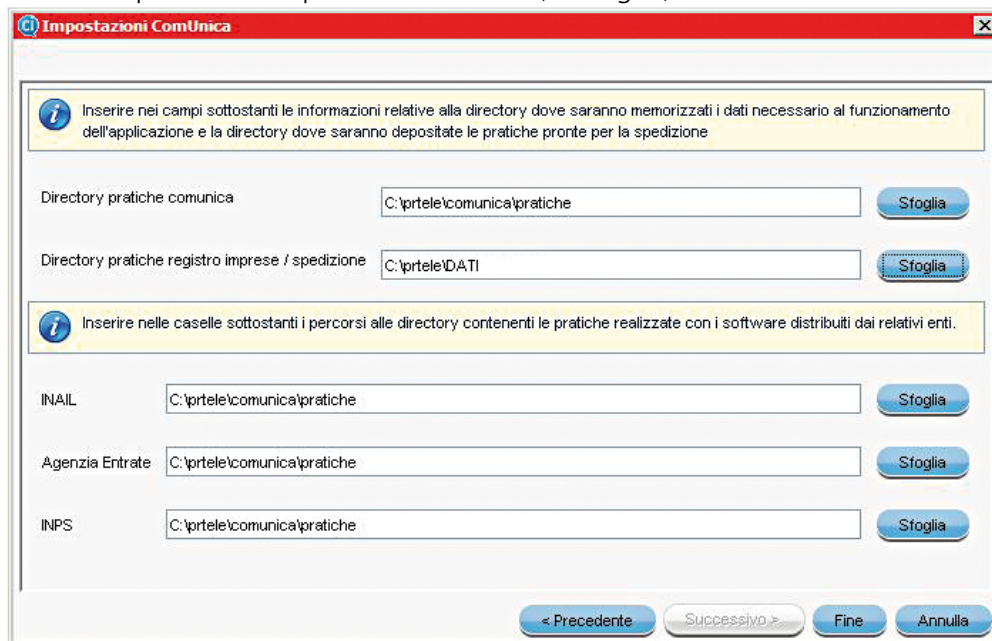 Impostazioni ComUnica
Inserire nei campi sottostanti le informazioni relative alla directory dove saranno memorizzati i dati necessario al funzionamento
dell'applicazione e la directory dove saranno depositate le pratiche pronte per la spedizione
Directory pratiche comunica C:\prtele\comunica\pratiche Sfoglia
Directory pratiche registro imprese / spedizione C:\prtele\DATI Sfoglia
Inserire nelle caselle sottostanti i percorsi alle directory contenenti le pratiche realizzate con i software distribuiti dai relativi enti.
INAIL C:\prtele\comunica\pratiche Sfoglia
Agenzia Entrate C:\prtele\comunica\pratiche Sfoglia
INPS C:\prtele\comunica\pratiche Sfoglia
< Precedente Successivo > Fine Annulla